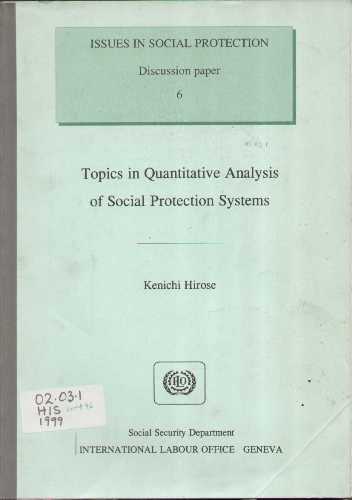 ISSUES IN SOCIAL PROTECTION
Discussion paper
6
Topics in Quantitative Analysis
of Social Protection Systems
Kenichi Hirose
ILO
02.03.1
HIS
1999
Social Security Department
INTERNATIONAL LABOUR OFFICE GENEVA